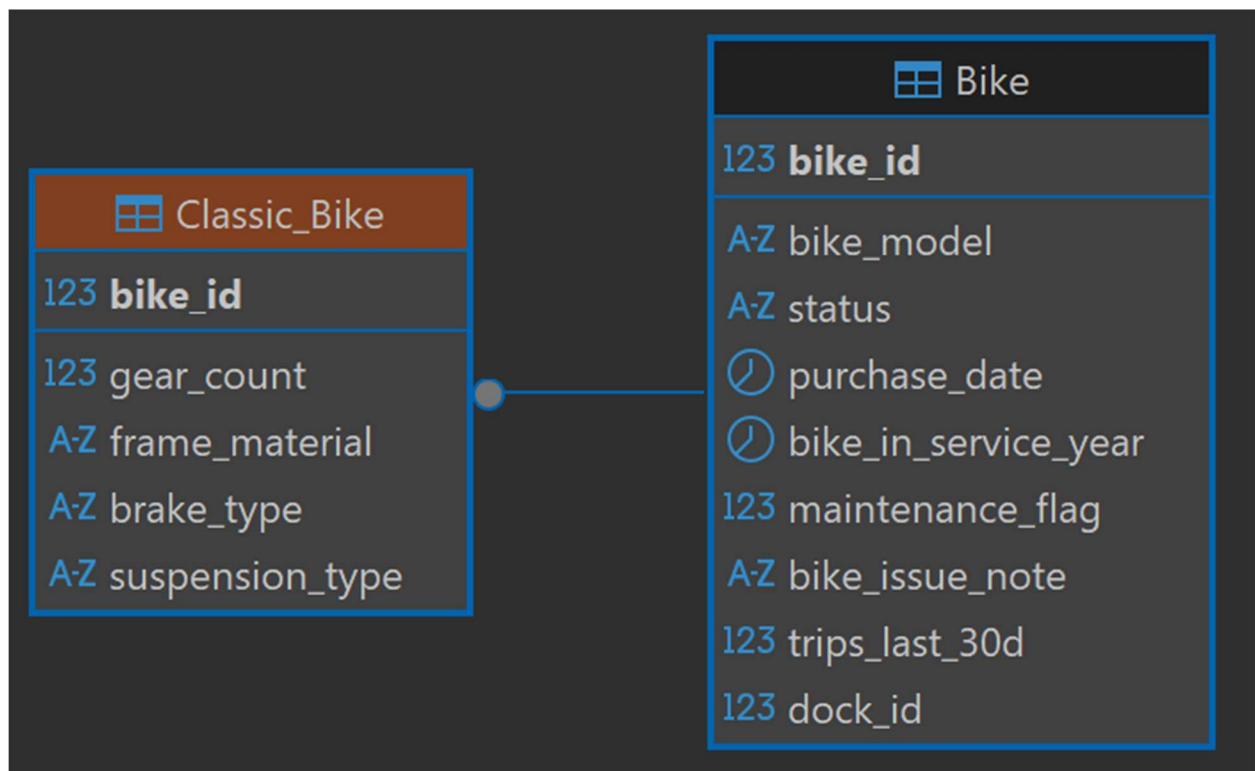 Classic_Bike
123 bike_id
123 gear_count
A-Z frame_material
A-Z brake_type
A-Z suspension_type
Bike
123 bike_id
A-Z bike_model
A-Z status
purchase_date
bike_in_service_year
123 maintenance_flag
A-Z bike_issue_note
123 trips_last_30d
123 dock_id